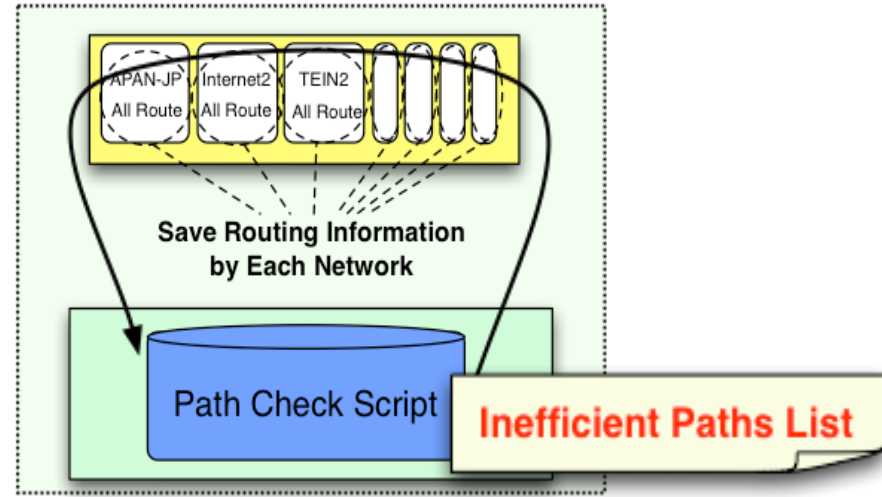 APAN-JP
All Route
Internet2
All Route
TEIN2
All Route
Save Routing Information
by Each Network
Path Check Script
Inefficient Paths List